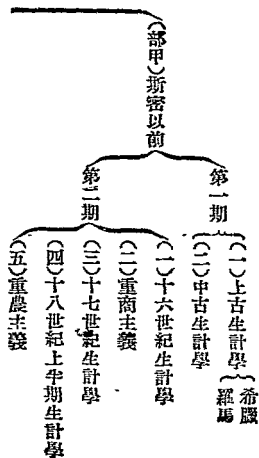 （部甲）斯密以前
第一期
（一）上古生計學
希臘
羅馬
（二）中古生計學
第二期
（一）十六世紀生計學
（二）重商主義
（三）十七世紀生計學
（四）十八世紀上半期生計學
（五）重農主義